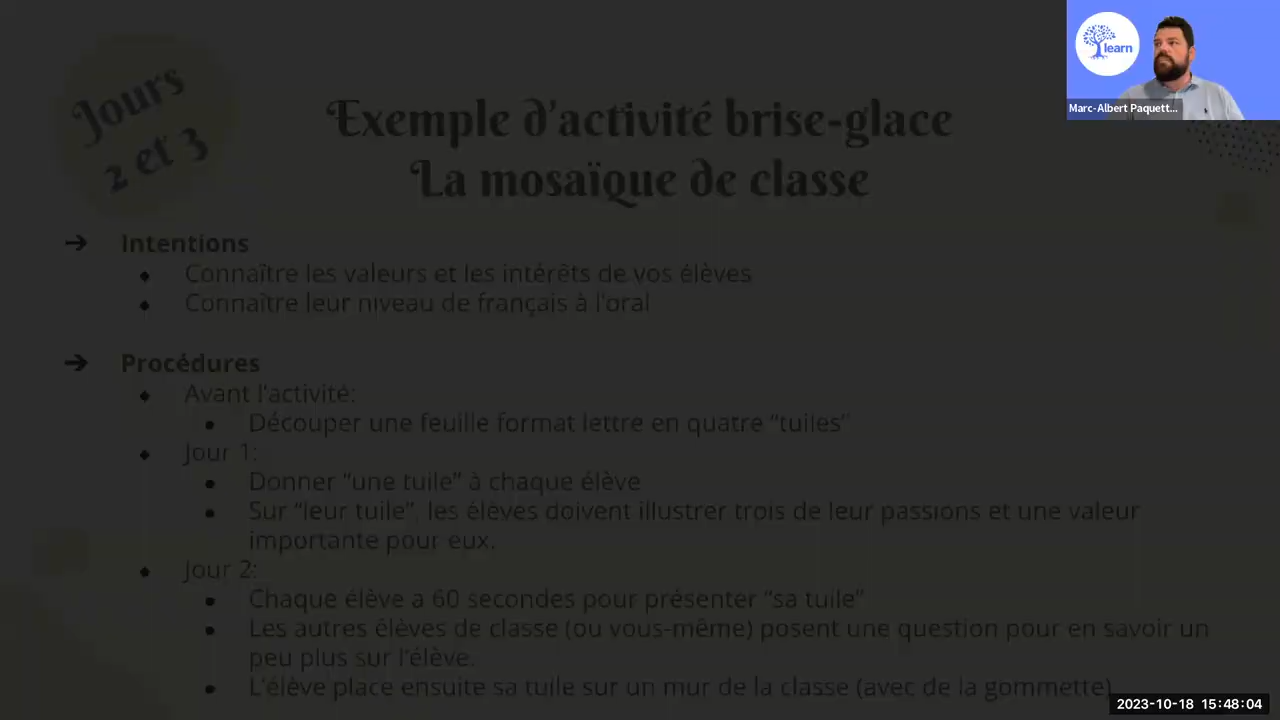 learn
Marc-Albert Paquett...
Jours
2 et 3
Exemple d'activité brise-glace
La mosaïque de classe
➔ Intentions
◆ Connaître les valeurs et les intérêts de vos élèves
◆ Connaître leur niveau de français à l'oral
➔ Procédures
◆ Avant l'activité:
● Découper une feuille format lettre en quatre “tuiles”
◆ Jour 1:
● Donner “une tuile” à chaque élève
● Sur “leur tuile”, les élèves doivent illustrer trois de leur passions et une valeur
importante pour eux.
◆ Jour 2:
● Chaque élève a 60 secondes pour présenter “sa tuile”
● Les autres élèves de classe (ou vous-même) posent une question pour en savoir un
peu plus sur l'élève.
● L'élève place ensuite sa tuile sur un mur de la classe (avec de la gommette)
2023-10-18 15:48:04